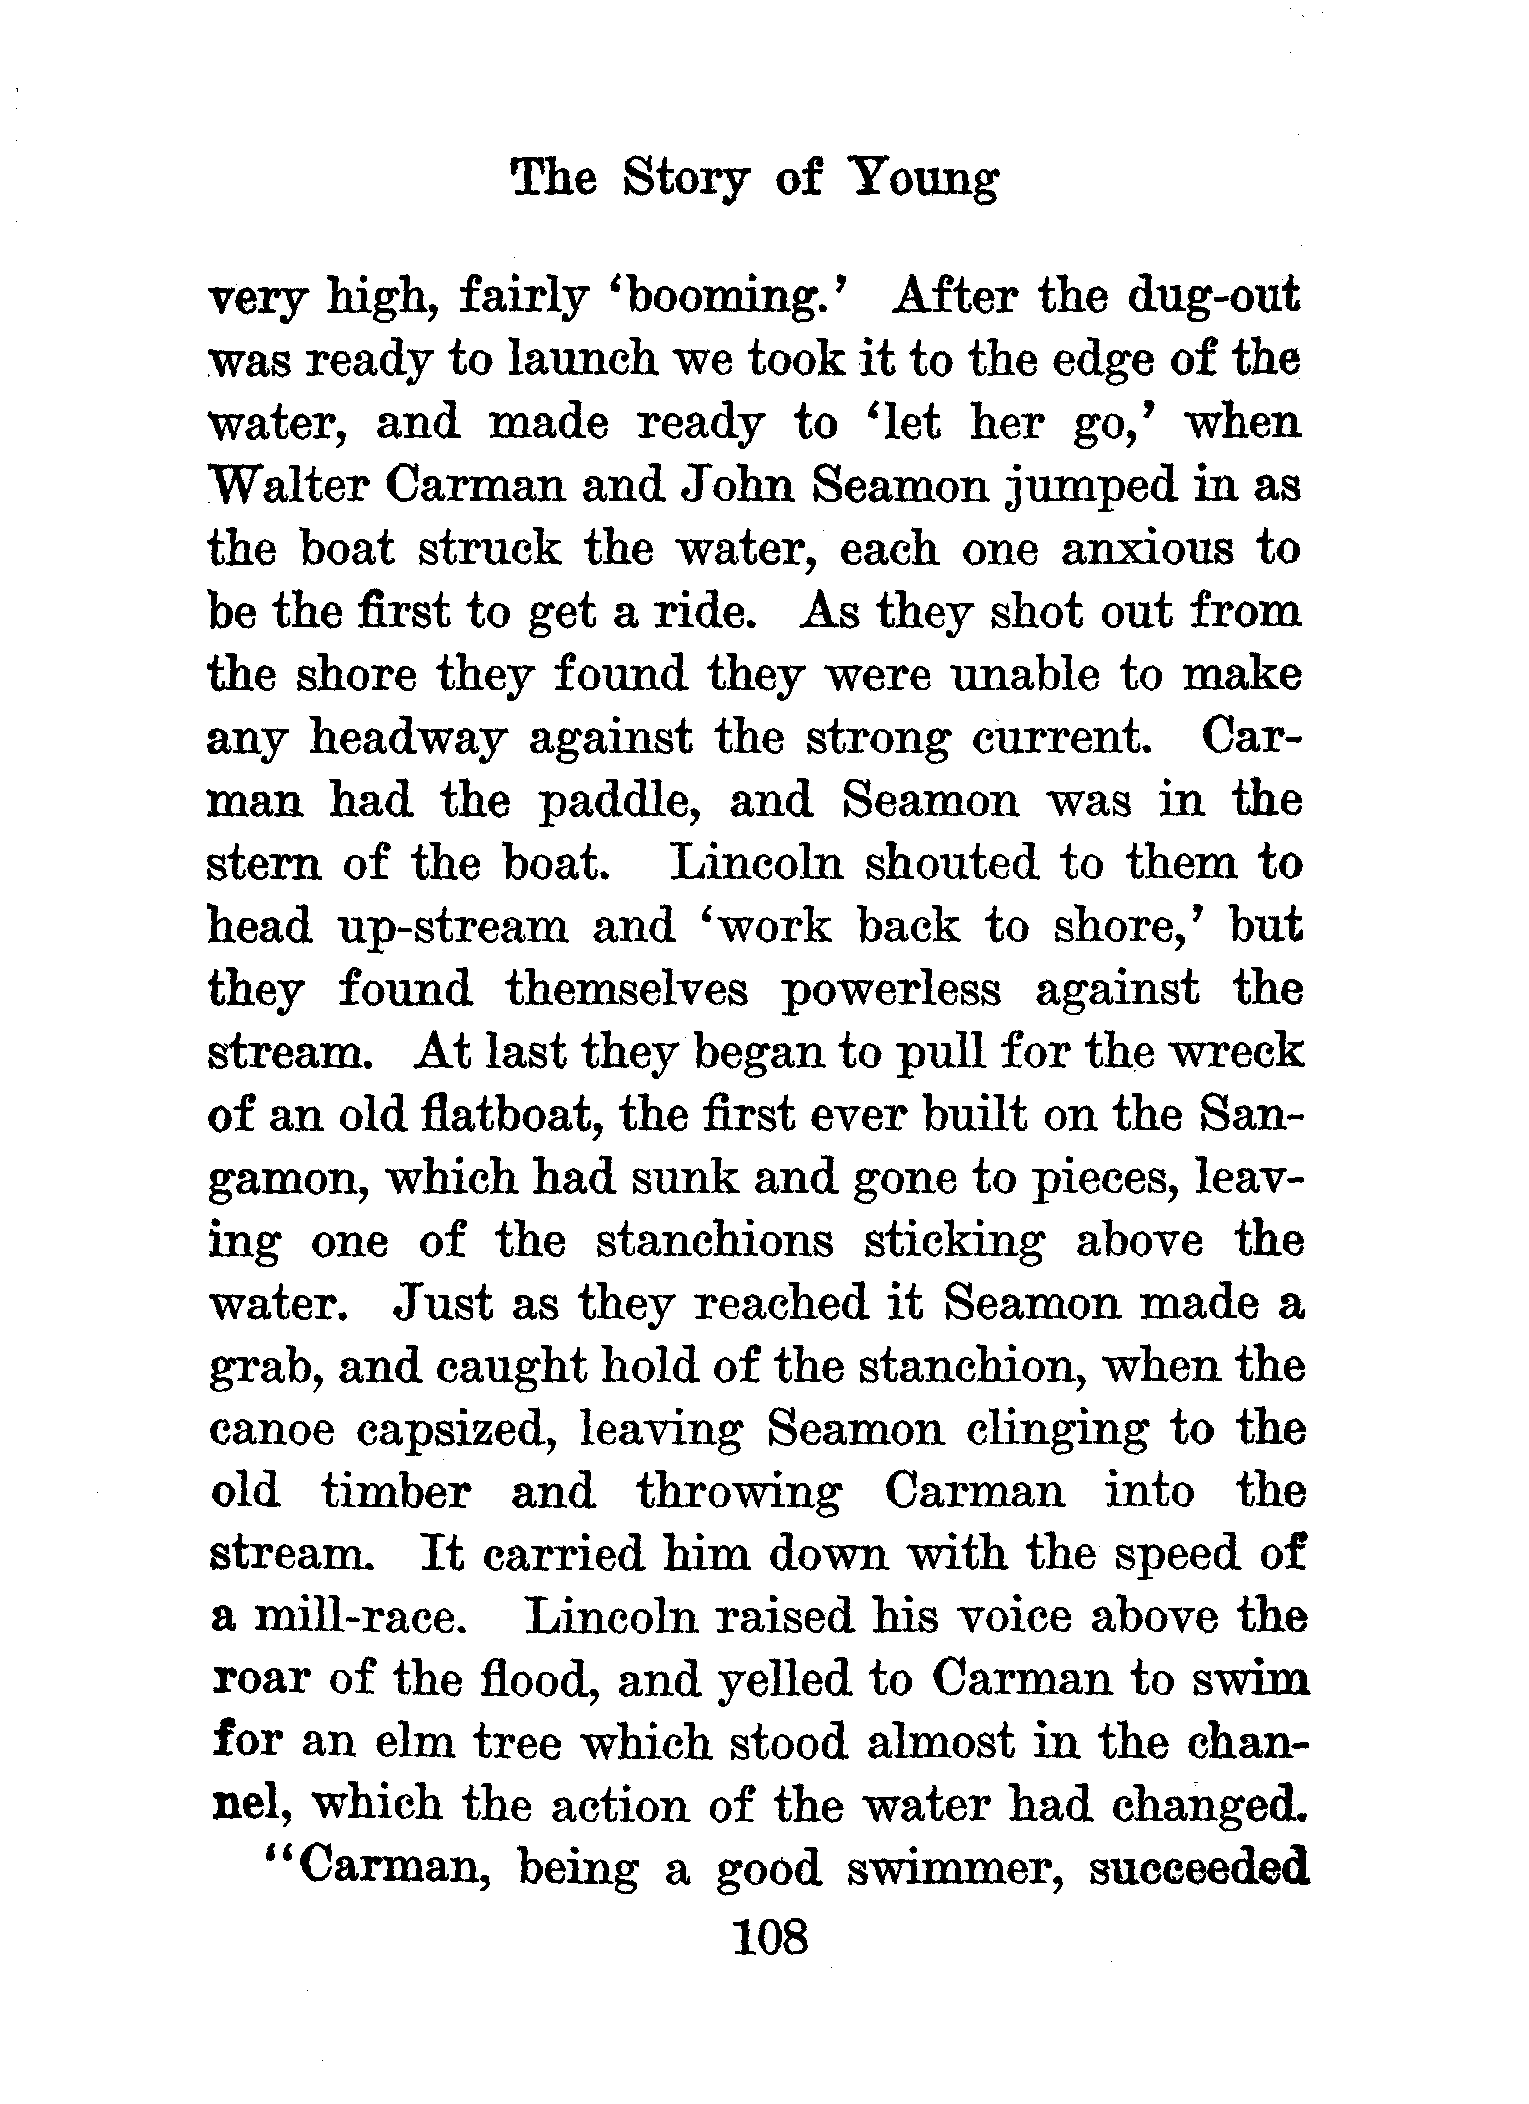 The Story of Young
very high, fairly ‘booming.’ After the dug-out
was ready to launch we took it to the edge of the
water, and made ready to ‘let her go,’ when
Walter Carman and John Seamon jumped in as
the boat struck the water, each one anxious to
be the first to get a ride. As they shot out from
the shore they found they were unable to make
any headway against the strong current. Car-
man had the paddle, and Seamon was in the
stern of the boat. Lincoln shouted to them to
head up-stream and ‘work back to shore,’ but
they found themselves powerless against the
stream. At last they began to pull for the wreck
of an old flatboat, the first ever built on the San-
gamon, which had sunk and gone to pieces, leav-
ing one of the stanchions sticking above the
water. Just as they reached it Seamon made a
grab, and caught hold of the stanchion, when the
canoe capsized, leaving Seamon clinging to the
old timber and throwing Carman into the
stream. It carried him down with the speed of
a mill-race. Lincoln raised his voice above the
roar of the flood, and yelled to Carman to swim
for an elm tree which stood almost in the chan-
nel, which the action of the water had changed.
“Carman, being a good swimmer, succeeded
108